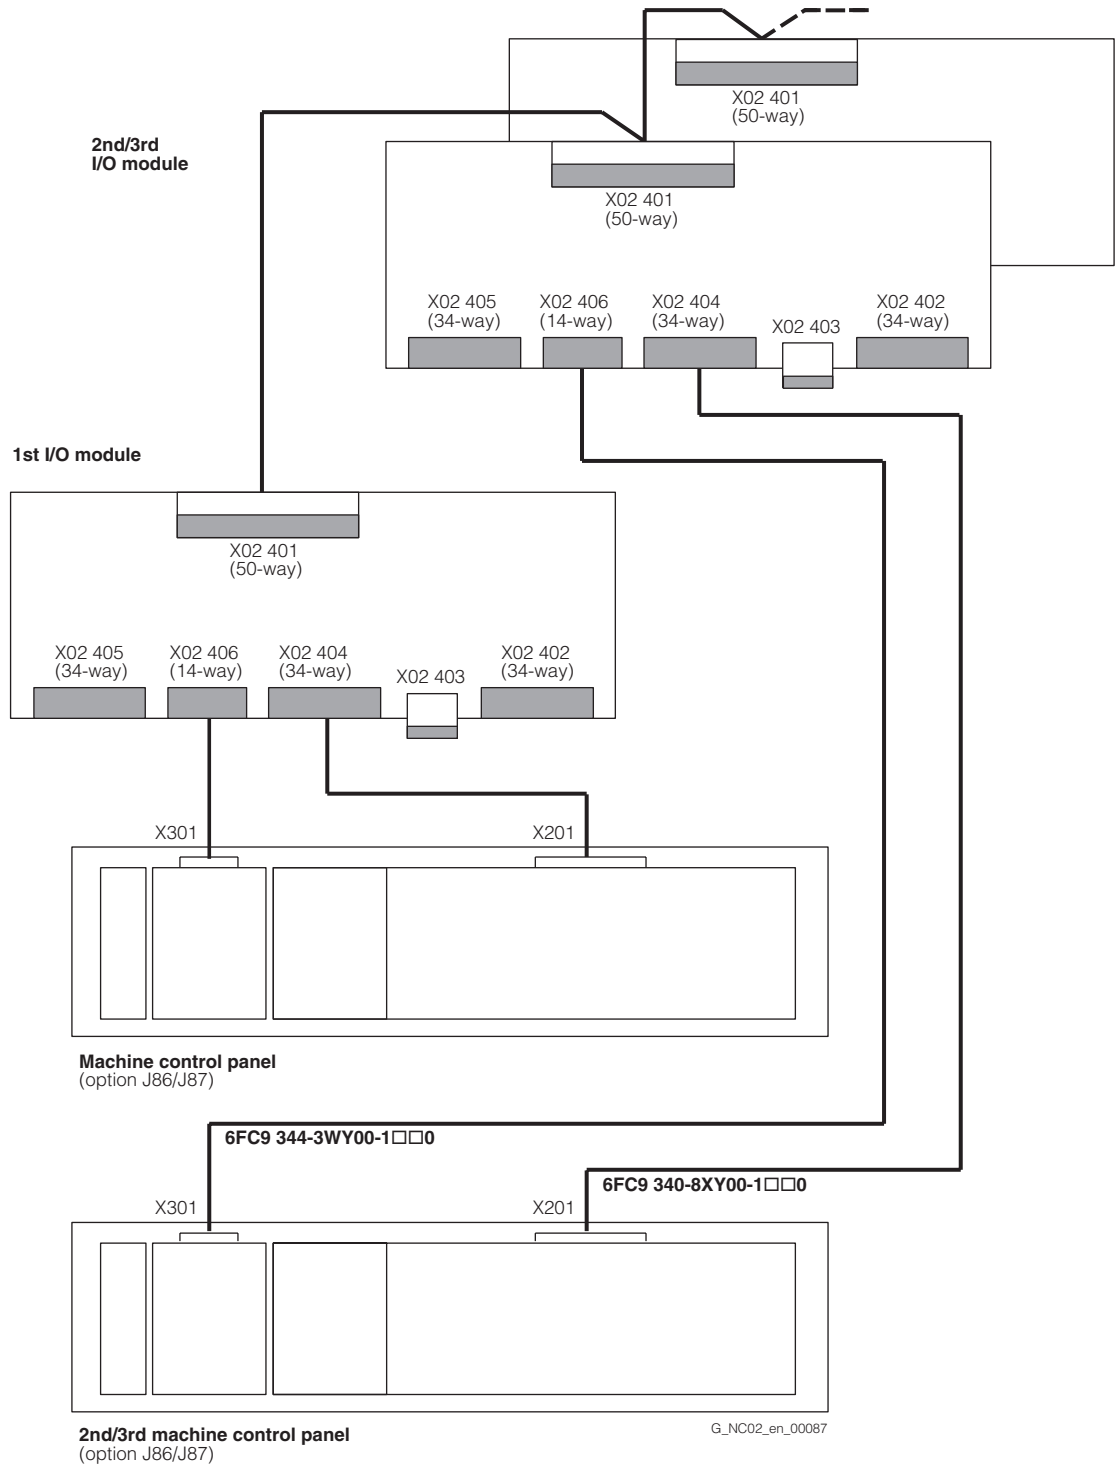 X02 401
(50-way)
2nd/3rd
I/O module
X02 401
(50-way)
X02 405
(34-way)
X02 406
(14-way)
X02 404
(34-way)
X02 403
X02 402
(34-way)
1st I/O module
X02 401
(50-way)
X02 405
(34-way)
X02 406
(14-way)
X02 404
(34-way)
X02 403
X02 402
(34-way)
X301
X201
Machine control panel
(option J86/J87)
6FC9 344-3WY00-1□□0
6FC9 340-8XY00-1□□0
X301
X201
2nd/3rd machine control panel
(option J86/J87)
G_NC02_en_00087